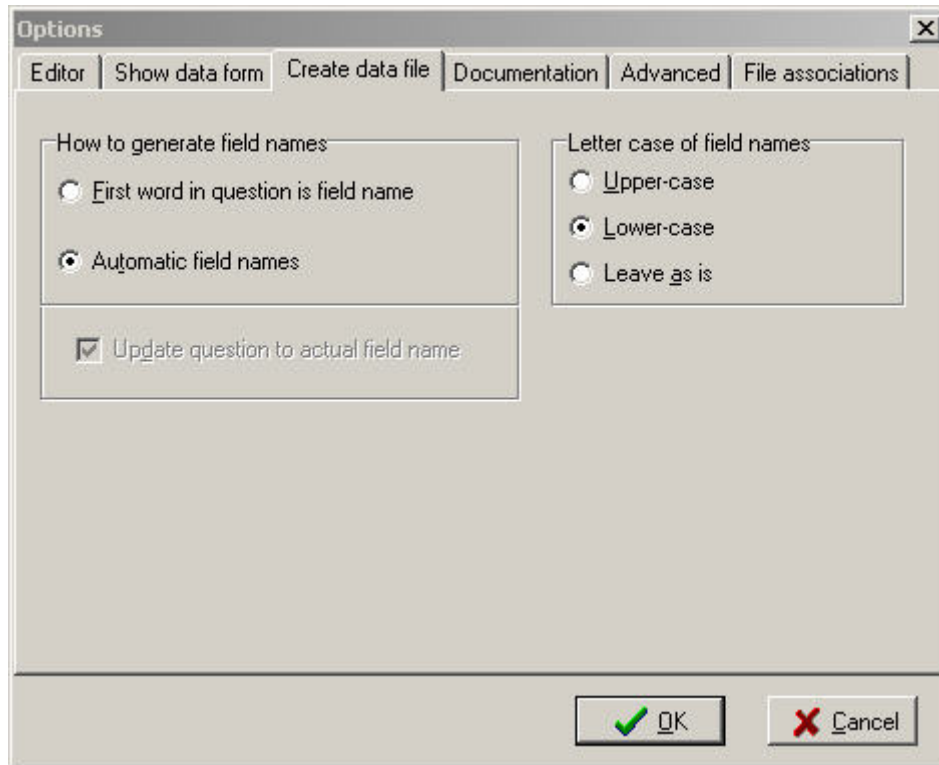 Options
Editor Show data form Create data file Documentation Advanced File associations
How to generate field names
First word in question is field name
Automatic field names
Update question to actual field name
Letter case of field names
Upper-case
Lower-case
Leave as is
OK Cancel